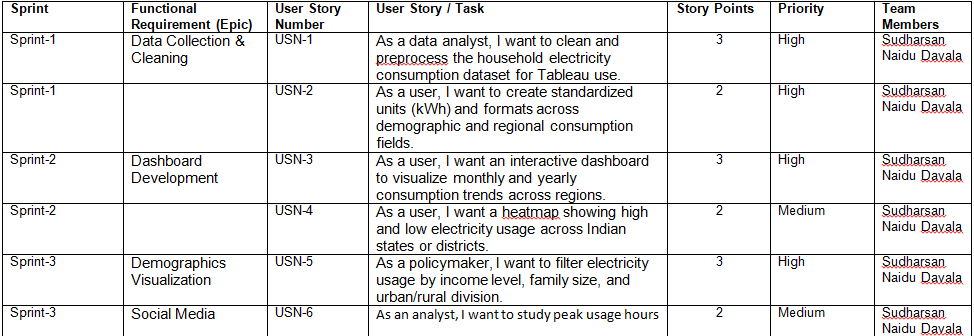 Sprint Functional Requirement (Epic) User Story Number User Story / Task Story Points Priority Team Members
Sprint-1 Data Collection & Cleaning USN-1 As a data analyst, I want to clean and preprocess the household electricity consumption dataset for Tableau use. 3 High Sudharsan Naidu Davala
Sprint-1 USN-2 As a user, I want to create standardized units (kWh) and formats across demographic and regional consumption fields. 2 High Sudharsan Naidu Davala
Sprint-2 Dashboard Development USN-3 As a user, I want an interactive dashboard to visualize monthly and yearly consumption trends across regions. 3 High Sudharsan Naidu Davala
Sprint-2 USN-4 As a user, I want a heatmap showing high and low electricity usage across Indian states or districts. 2 Medium Sudharsan Naidu Davala
Sprint-3 Demographics Visualization USN-5 As a policymaker, I want to filter electricity usage by income level, family size, and urban/rural division. 3 High Sudharsan Naidu Davala
Sprint-3 Social Media USN-6 As an analyst, I want to study peak usage hours 2 Medium Sudharsan Naidu Davala